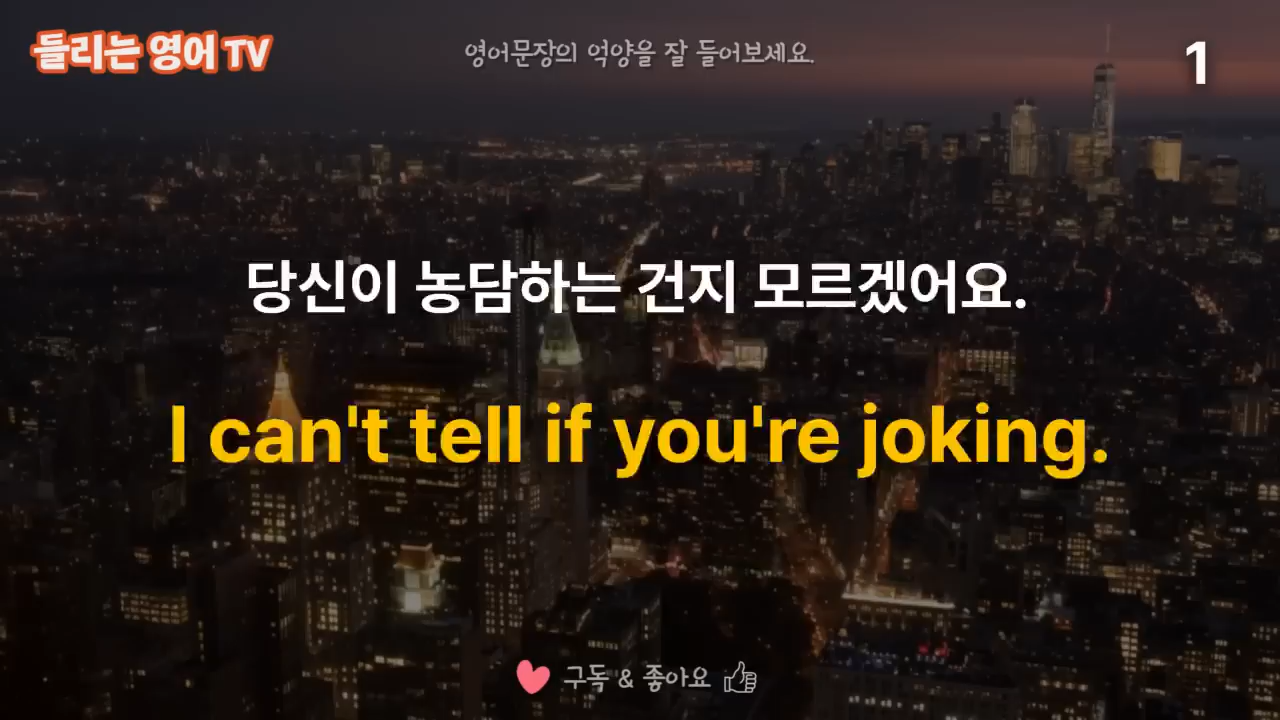 들리는 영어 TV
영어문장의 억양을 잘 들어보세요.
1
당신이 농담하는 건지 모르겠어요.
I can't tell if you're joking.
구독 & 좋아요